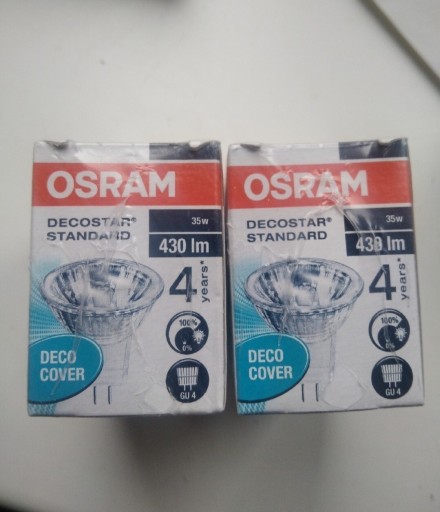 OSRAM
DECOSTAR®
STANDARD
35w
430 lm
4 years*
100%
0%
DECO
COVER
GU 4
OSRAM
DECOSTAR®
STANDARD
35w
430 lm
4 years*
100%
0%
DECO
COVER
GU 4